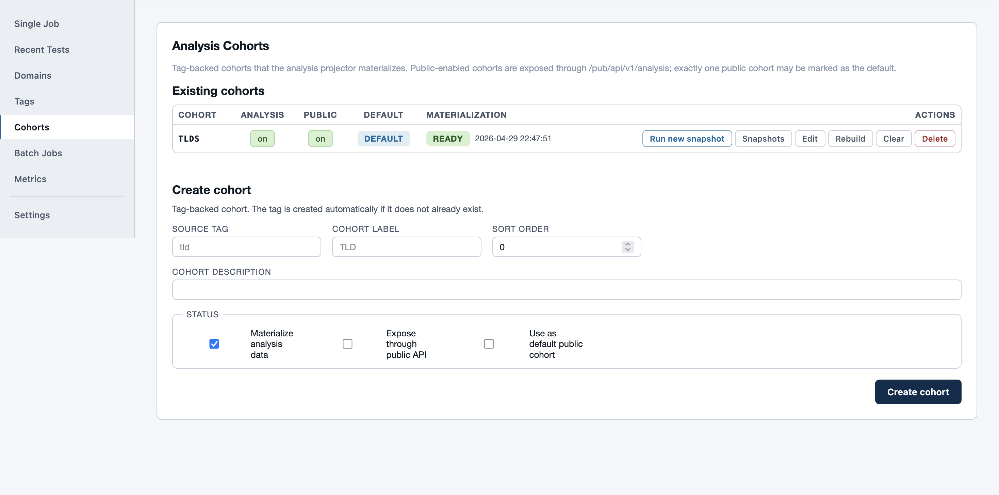 Single Job
Recent Tests
Domains
Tags
Cohorts
Batch Jobs
Metrics
Settings
Analysis Cohorts
Tag-backed cohorts that the analysis projector materializes. Public-enabled cohorts are exposed through /pub/api/v1/analysis; exactly one public cohort may be marked as the default.
Existing cohorts
COHORT ANALYSIS PUBLIC DEFAULT MATERIALIZATION ACTIONS
TLDS on on DEFAULT READY 2026-04-29 22:47:51 Run new snapshot Snapshots Edit Rebuild Clear Delete
Create cohort
Tag-backed cohort. The tag is created automatically if it does not already exist.
SOURCE TAG COHORT LABEL SORT ORDER
tld TLD 0
COHORT DESCRIPTION
STATUS
Materialize
analysis
data
Expose
through
public API
Use as
default public
cohort
Create cohort